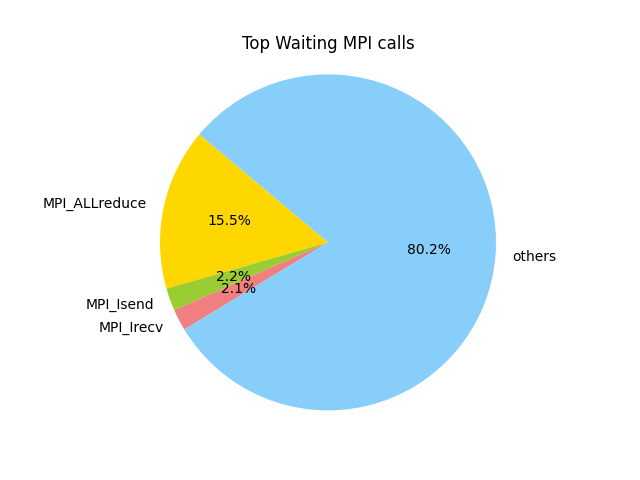 Top Waiting MPI calls
MPI_ALLreduce
15.5%
80.2%
others
2.2%
2.1%
MPI_Isend
MPI_Irecv